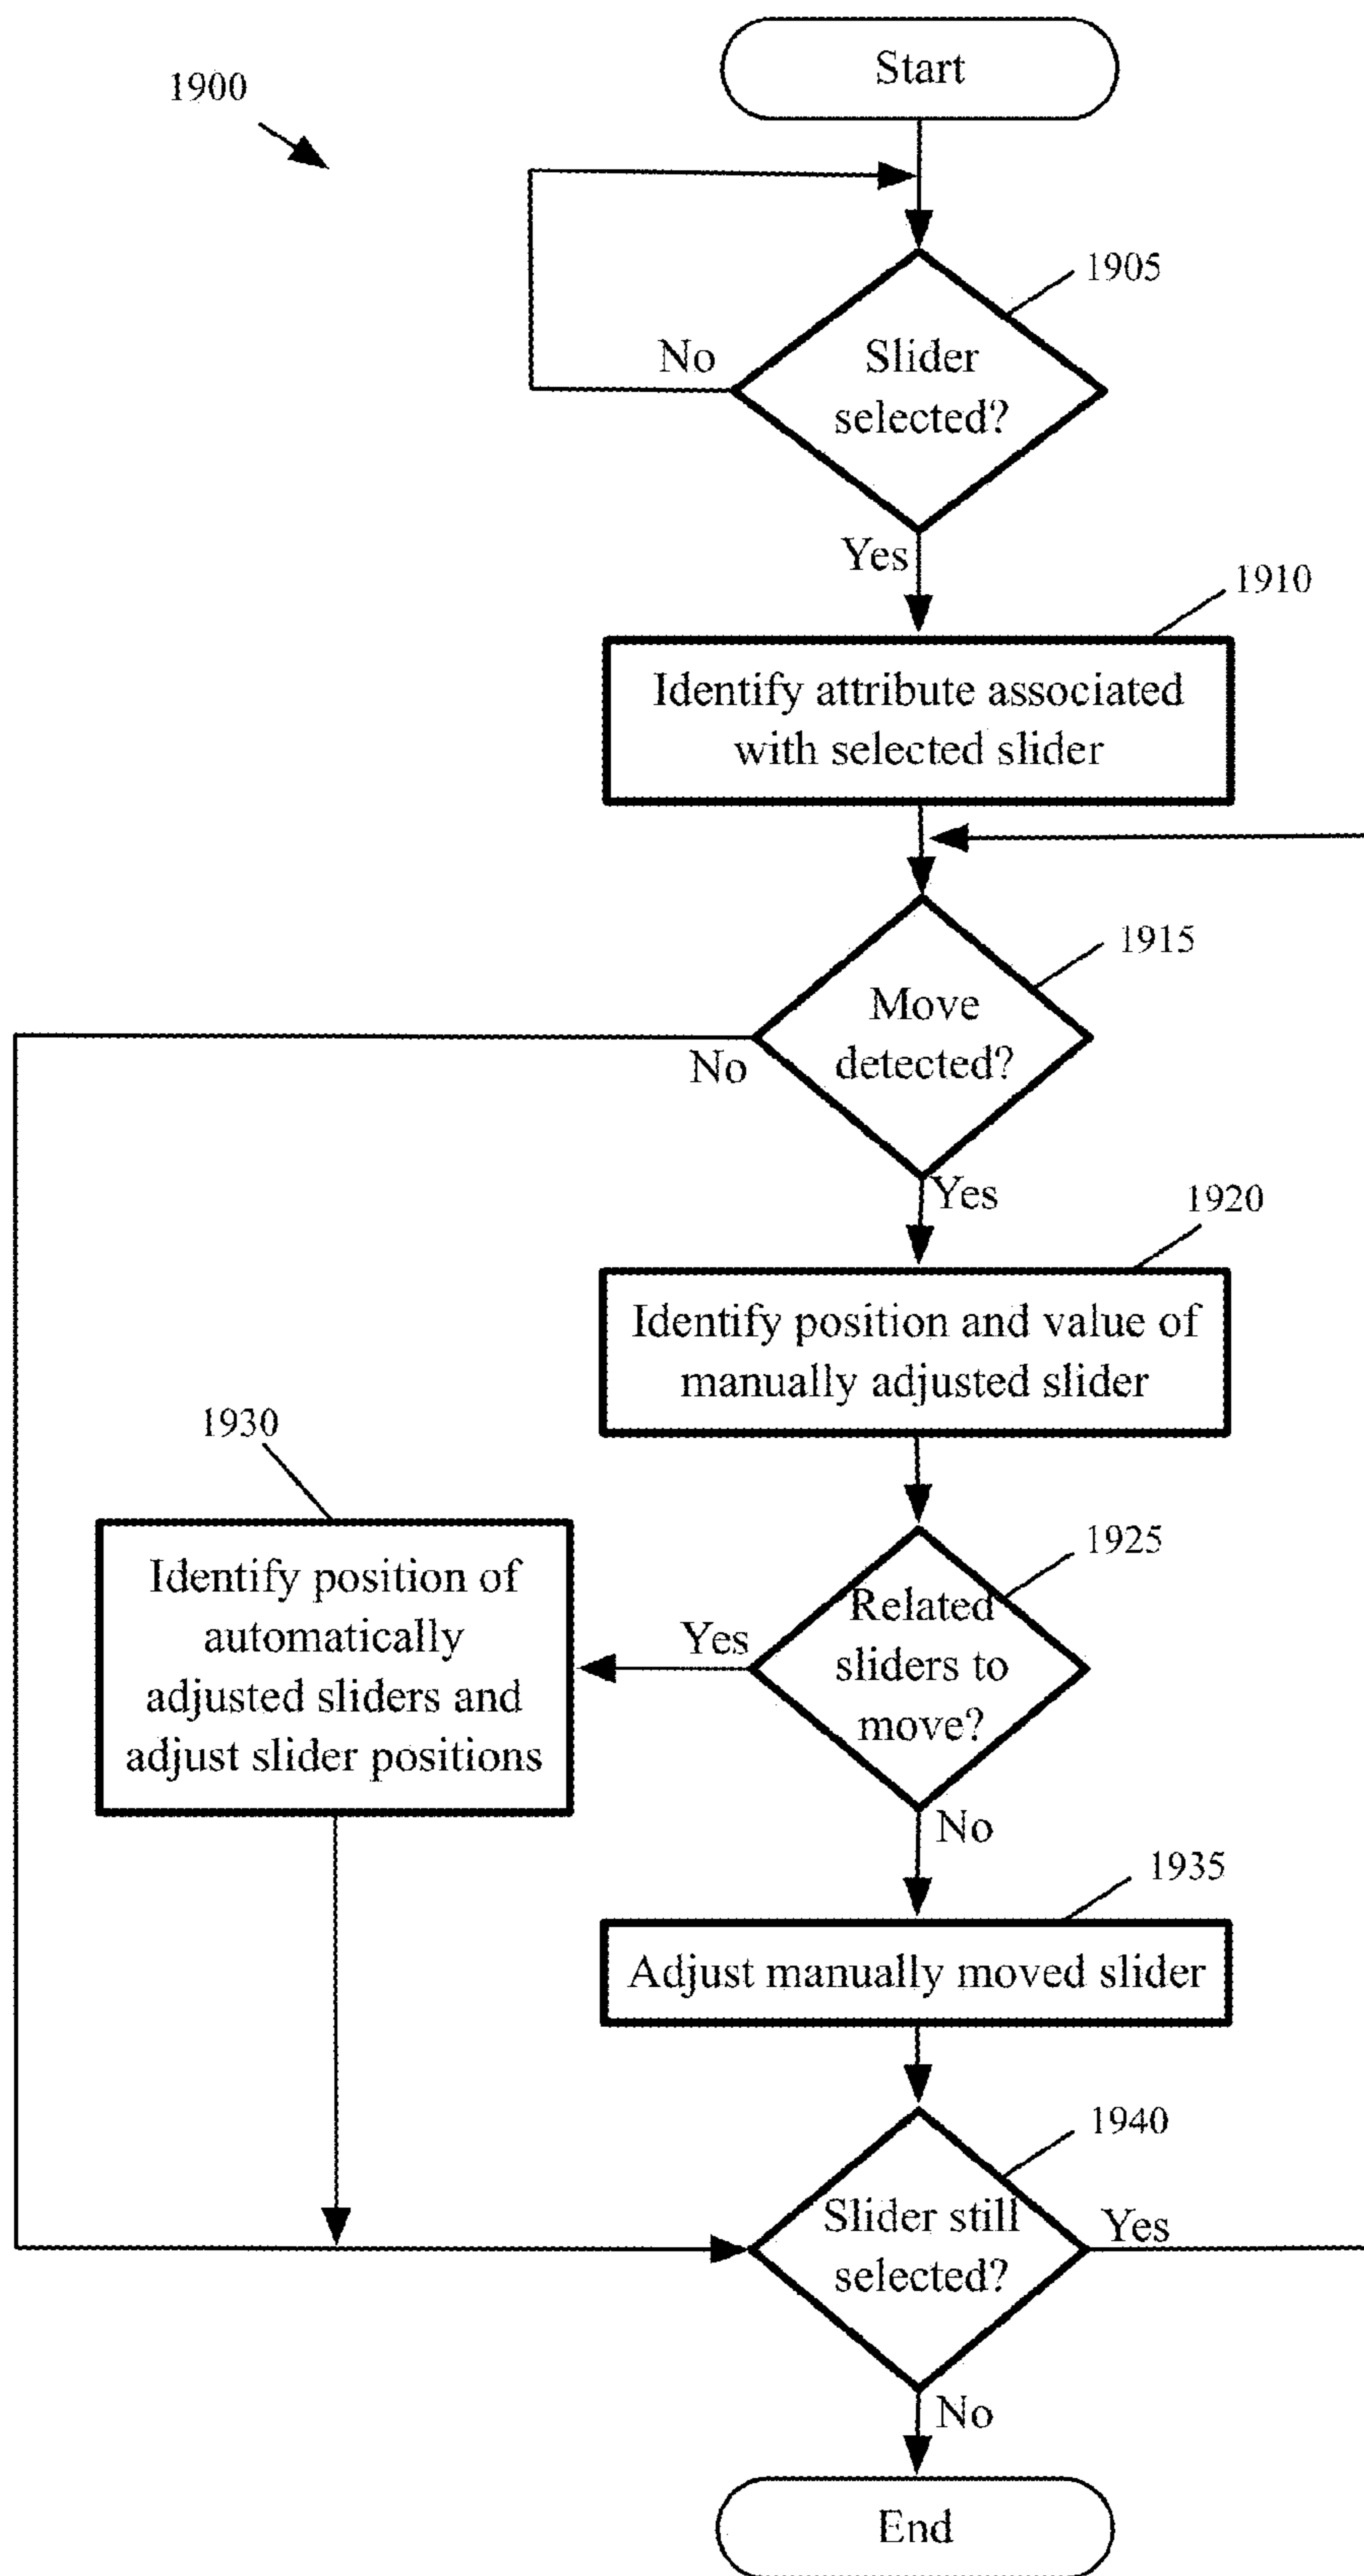 Start
1900
1905
Slider
selected?
No
Yes
1910
Identify attribute associated
with selected slider
1915
Move
detected?
No
Yes
1920
Identify position and value of
manually adjusted slider
1930
1925
Identify position of
automatically
adjusted sliders and
adjust slider positions
Yes
Related
sliders to
move?
No
1935
Adjust manually moved slider
1940
Slider still
selected?
Yes
No
End